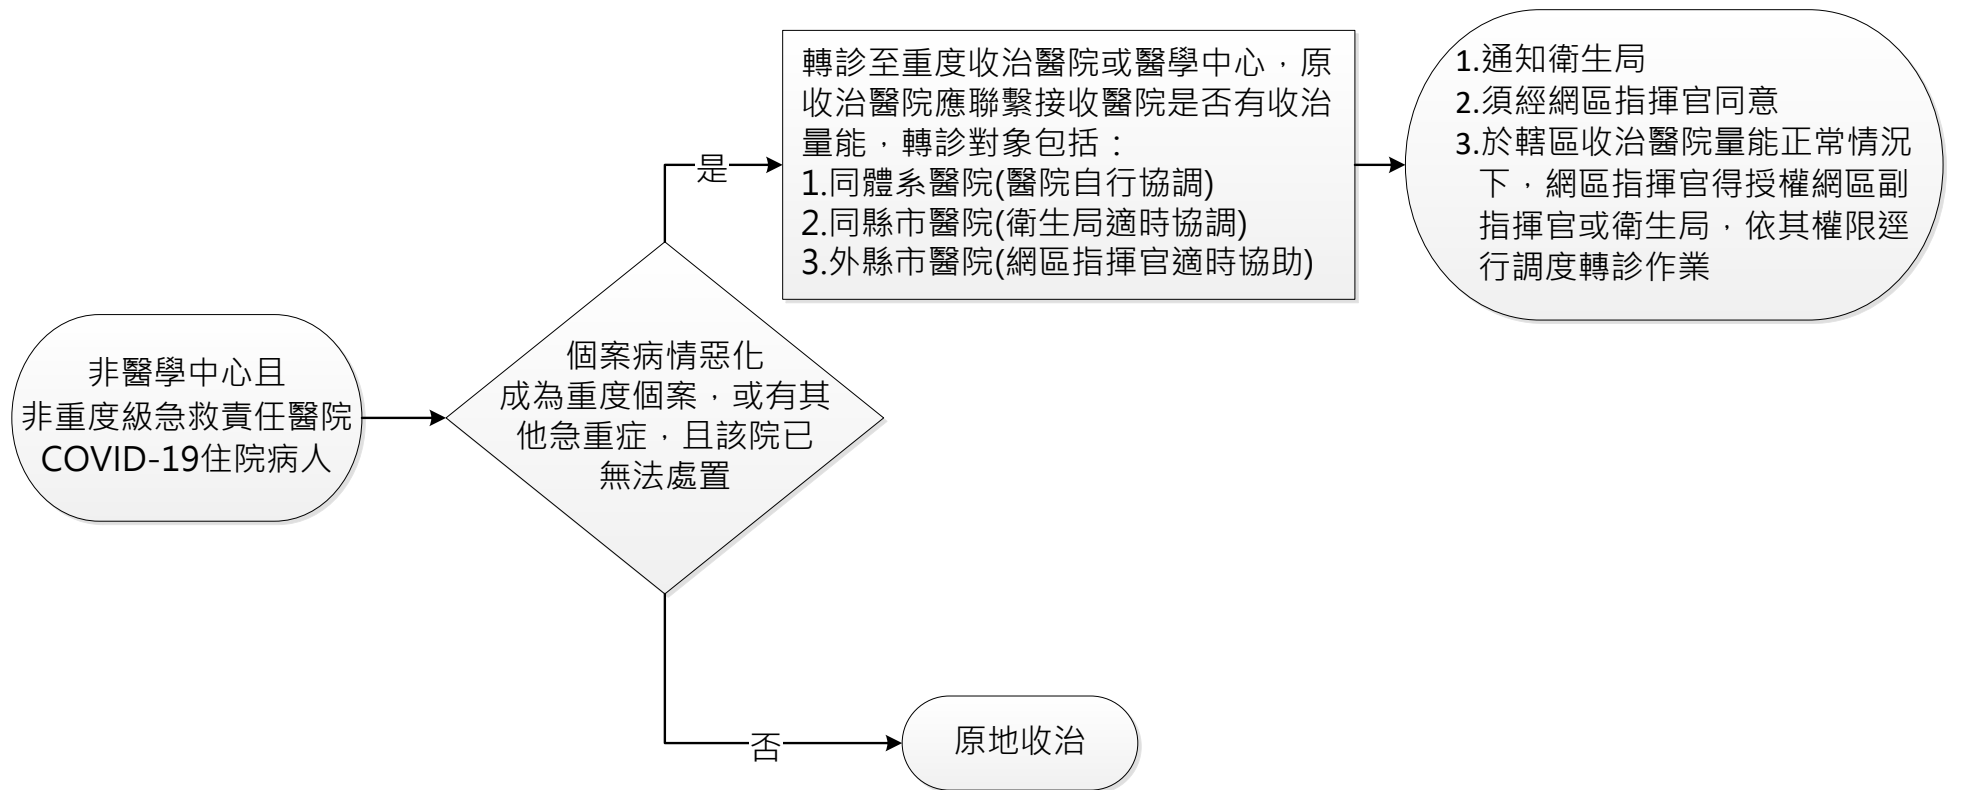 非醫學中心且
非重度級急救責任醫院
COVID-19住院病人
個案病情惡化
成為重度個案，或有其
他急重症，且該院已
無法處置
是
轉診至重度收治醫院或醫學中心，原
收治醫院應聯繫接收醫院是否有收治
量能，轉診對象包括：
1.同體系醫院(醫院自行協調)
2.同縣市醫院(衛生局適時協調)
3.外縣市醫院(網區指揮官適時協助)
1.通知衛生局
2.須經網區指揮官同意
3.於轄區收治醫院量能正常情況
下，網區指揮官得授權網區副
指揮官或衛生局，依其權限逕
行調度轉診作業
否
原地收治